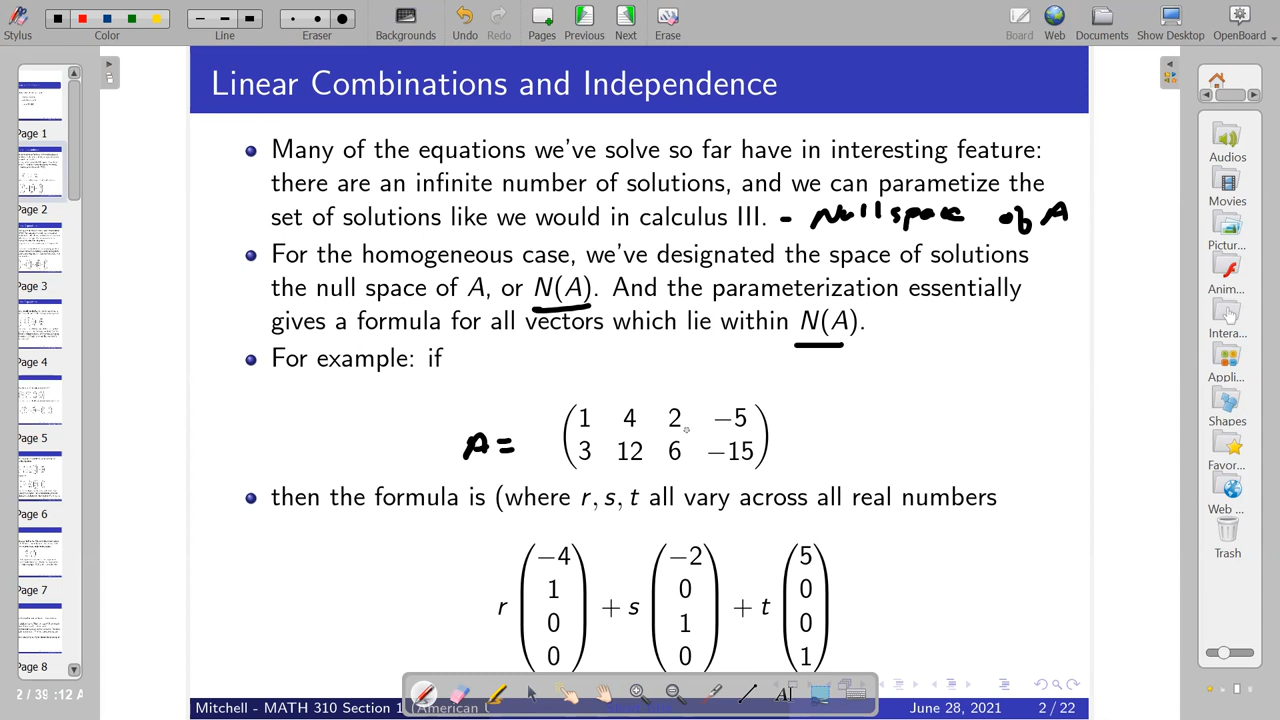 Stylus Color Line Eraser Backgrounds Undo Redo Pages Previous Next Erase Board Web Documents Show Desktop OpenBoard
Linear Combinations and Independence
Many of the equations we've solve so far have in interesting feature:
there are an infinite number of solutions, and we can parametize the
set of solutions like we would in calculus III. - Null space of A
For the homogeneous case, we've designated the space of solutions
the null space of A, or N(A). And the parameterization essentially
gives a formula for all vectors which lie within N(A).
For example: if
A = 
1 4 2 −5
3 12 6 −15
then the formula is (where r, s, t all vary across all real numbers
r (−4 1 0 0) + s (−2 0 1 0) + t (5 0 0 1)
Mitchell - MATH 310 Section 1 (American U
June 28, 2021 2 / 22
Page 1
Page 2
Page 3
Page 4
Page 5
Page 6
Page 7
Page 8
2 / 39 :12 A
Audios
Movies
Pictur...
Anim...
Intera...
Appli...
Shapes
Favor...
Web ...
Trash